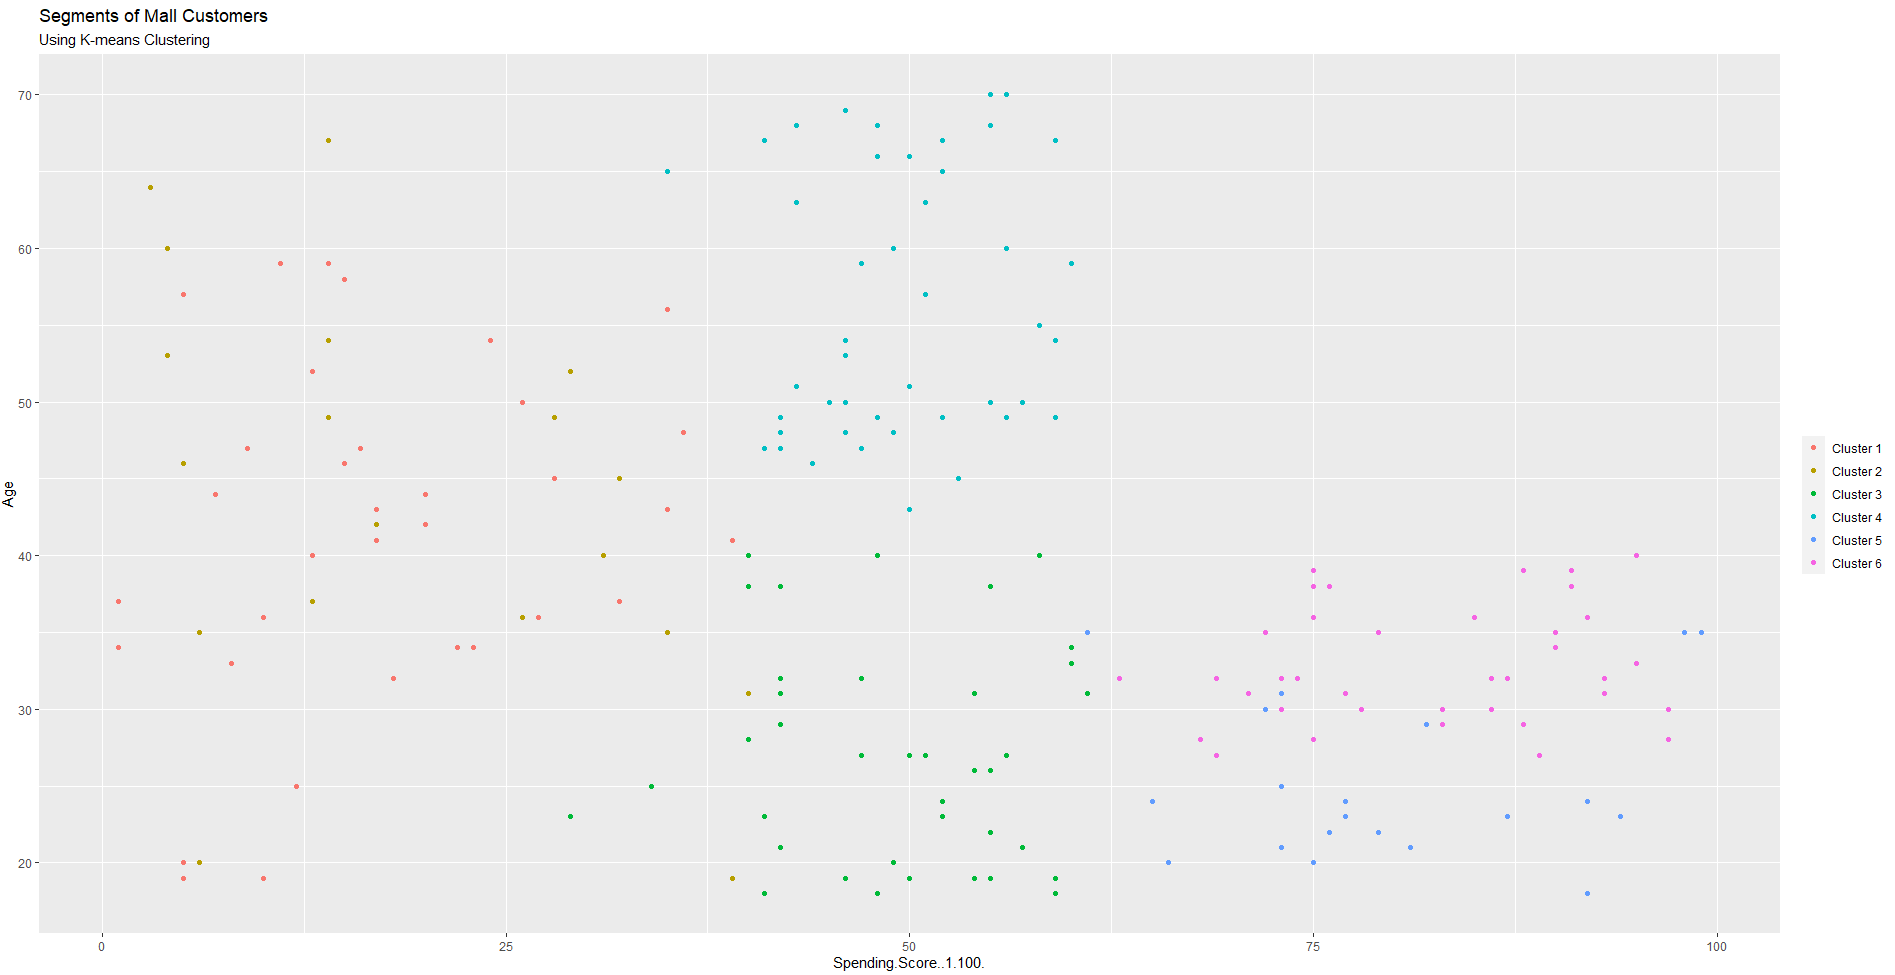 Segments of Mall Customers
Using K-means Clustering
Age
70
60
50
40
30
20
0
25
50
75
100
Spending.Score..1.100.
Cluster 1
Cluster 2
Cluster 3
Cluster 4
Cluster 5
Cluster 6